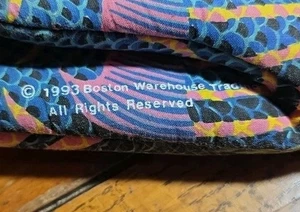 © 1993 Boston Warehouse Trad
All Rights Reserved